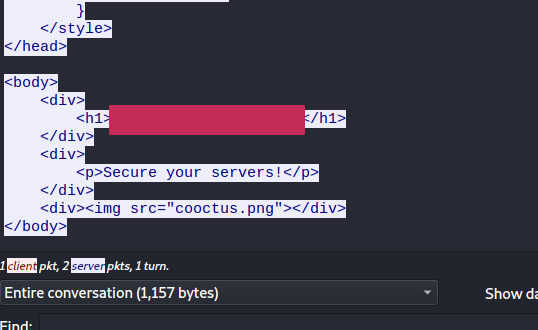 }
</style>
</head>
<body>
<div>
<h1></h1>
</div>
<div>
<p>Secure your servers!</p>
</div>
<div><img src="cooctus.png"></div>
</body>
1 client pkt, 2 server pkts, 1 turn.
Entire conversation (1,157 bytes)
Show da
Find: